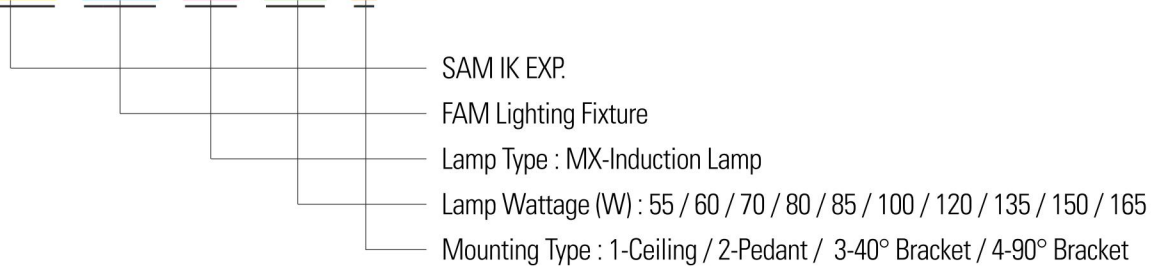 SAM IK EXP.
FAM Lighting Fixture
Lamp Type : MX-Induction Lamp
Lamp Wattage (W) : 55 / 60 / 70 / 80 / 85 / 100 / 120 / 135 / 150 / 165
Mounting Type : 1-Ceiling / 2-Pedant / 3-40° Bracket / 4-90° Bracket